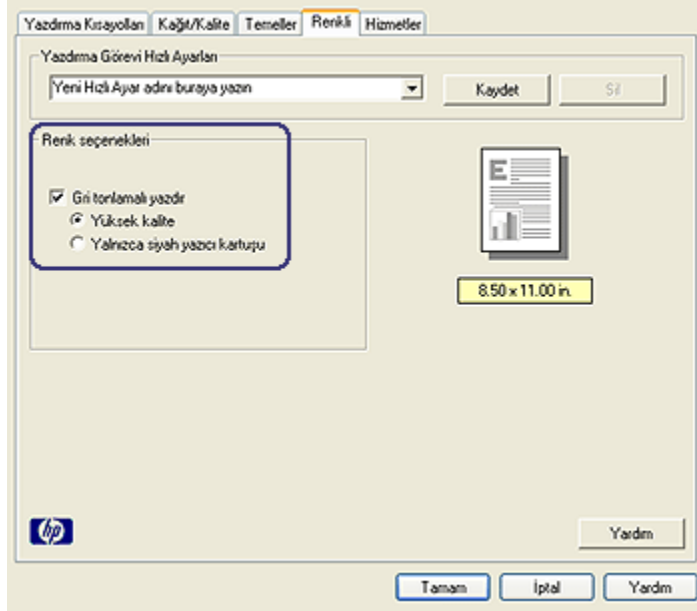 Yazdırma Kısayolları Kağıt/Kalite Temeller Renkli Hizmetler
Yazdırma Görevi Hızlı Ayarları
Yeni Hızlı Ayar adını buraya yazın Kaydet Sil
Renk seçenekleri
E
Gri tonlamalı yazdır
Yüksek kalite
Yalnızca siyah yazıcı kartuşu
8.50 x 11.00 in.
hp
Yardım
Tamam İptal Yardım